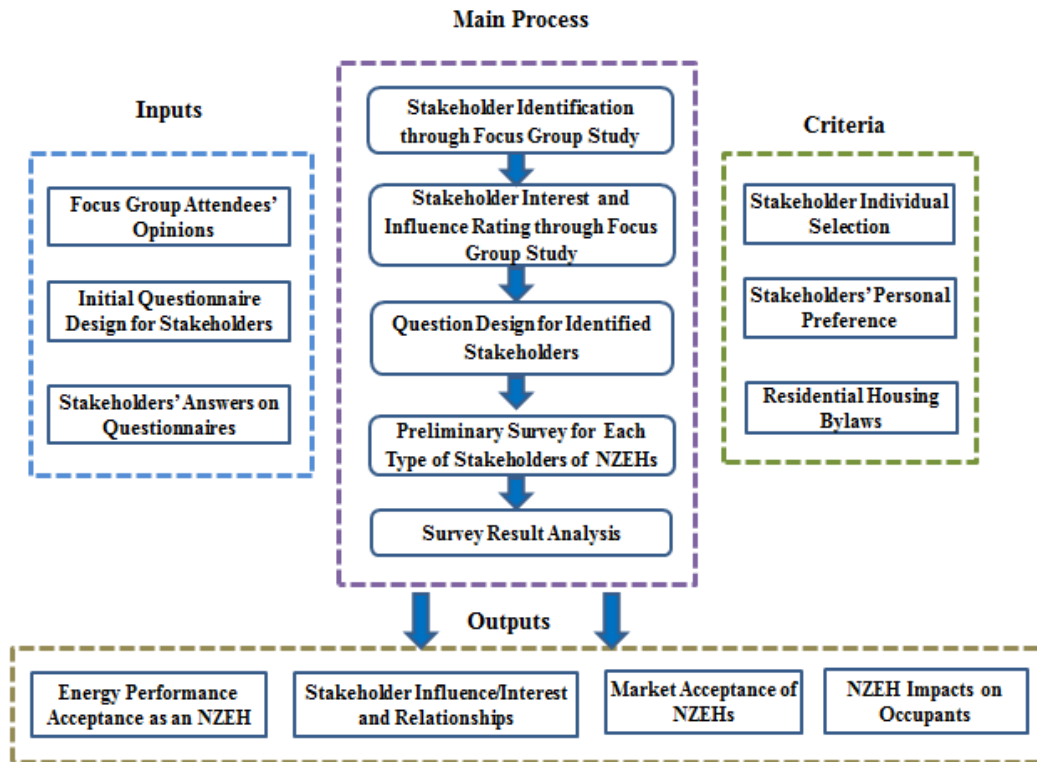 Main Process
Stakeholder Identification
through Focus Group Study
Stakeholder Interest and
Influence Rating through Focus
Group Study
Question Design for Identified
Stakeholders
Preliminary Survey for Each
Type of Stakeholders of NZEHs
Survey Result Analysis
Inputs
Focus Group Attendees’
Opinions
Initial Questionnaire
Design for Stakeholders
Stakeholders’ Answers on
Questionnaires
Criteria
Stakeholder Individual
Selection
Stakeholders’ Personal
Preference
Residential Housing
Bylaws
Outputs
Energy Performance
Acceptance as an NZEH
Stakeholder Influence/Interest
and Relationships
Market Acceptance of
NZEHs
NZEH Impacts on
Occupants